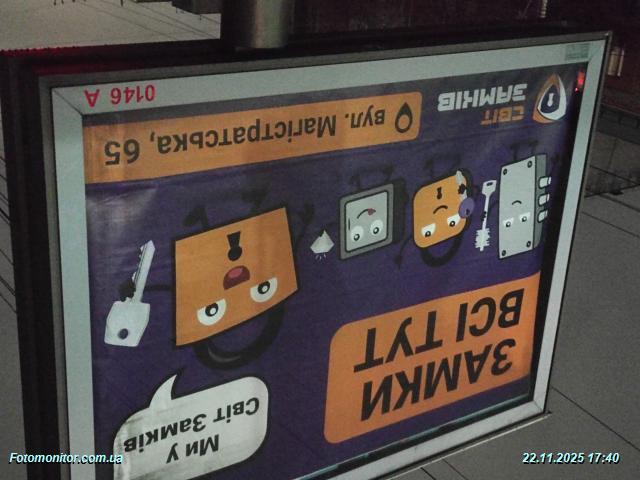 Ми у
Світ Замків
ЗАМКИ
ВСІ ТУТ
вул. Магістратська, 65
СВІТ
ЗАМКІВ
0146 A
Fotomonitor.com.ua
22.11.2025 17:40